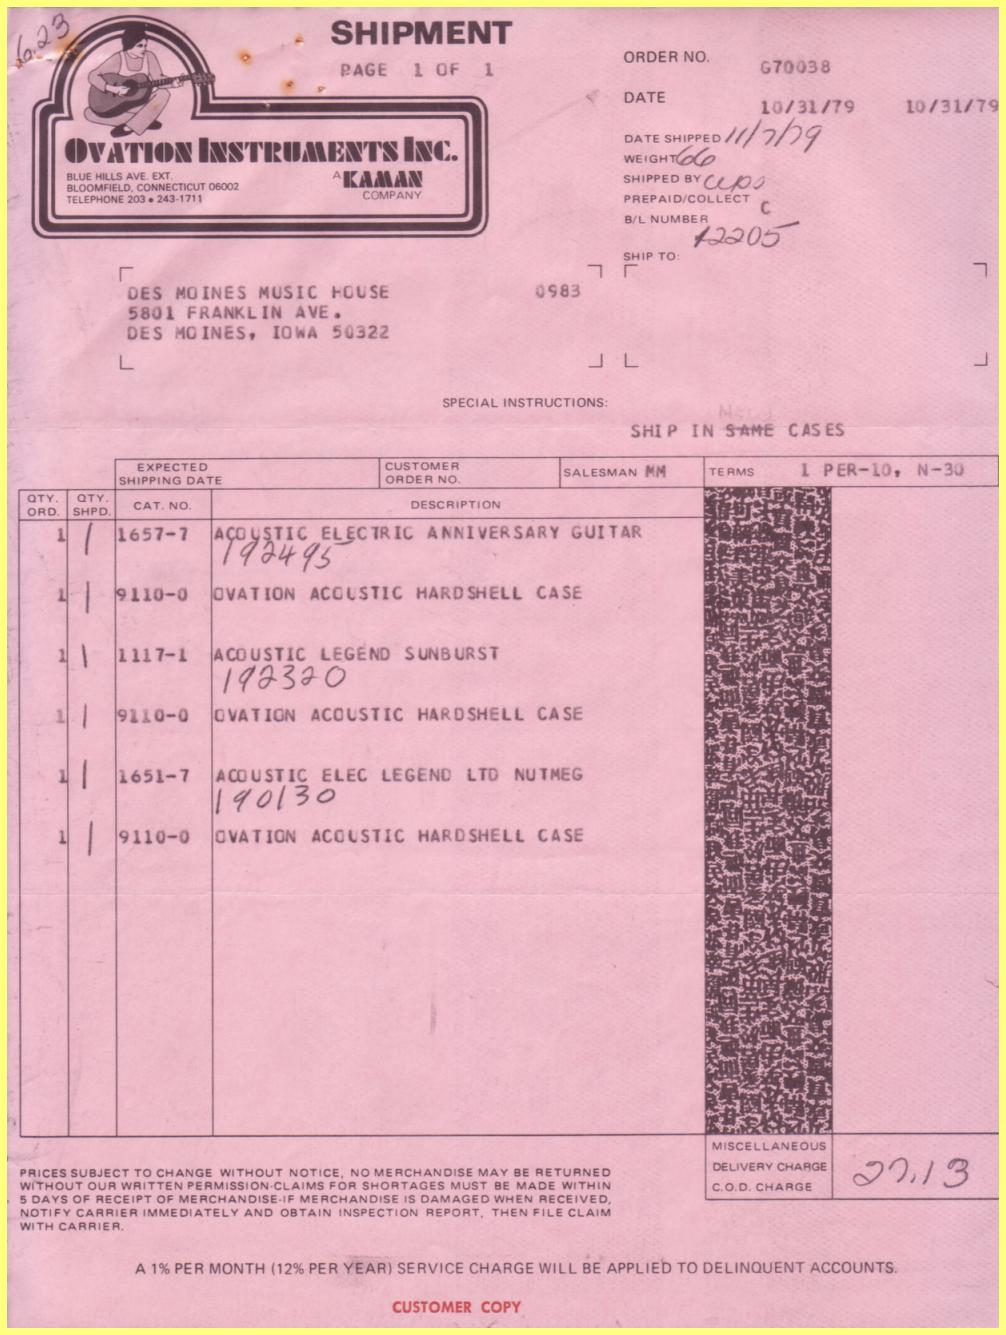 6.23
SHIPMENT
PAGE 1 OF 1
OVATION INSTRUMENTS INC.
BLUE HILLS AVE. EXT.
BLOOMFIELD, CONNECTICUT 06002
TELEPHONE 203 • 243-1711
A KAMAN
COMPANY
ORDER NO. G70038
DATE 10/31/79 10/31/79
DATE SHIPPED 11/7/79
WEIGHT 66
SHIPPED BY ups
PREPAID/COLLECT C
B/L NUMBER
12205
SHIP TO:
DES MOINES MUSIC HOUSE 0983
5801 FRANKLIN AVE.
DES MOINES, IOWA 50322
SPECIAL INSTRUCTIONS:
SHIP IN SAME CASES
EXPECTED SHIPPING DATE CUSTOMER ORDER NO. SALESMAN MM TERMS 1 PER-10, N-30
QTY. ORD. QTY. SHPD. CAT. NO. DESCRIPTION
1 1 1657-7 ACOUSTIC ELECTRIC ANNIVERSARY GUITAR
192495
1 1 9110-0 OVATION ACOUSTIC HARDSHELL CASE
1 1 1117-1 ACOUSTIC LEGEND SUNBURST
192320
1 1 9110-0 OVATION ACOUSTIC HARDSHELL CASE
1 1 1651-7 ACOUSTIC ELEC LEGEND LTD NUTMEG
190130
1 1 9110-0 OVATION ACOUSTIC HARDSHELL CASE
MISCELLANEOUS
DELIVERY CHARGE 27.13
C.O.D. CHARGE
PRICES SUBJECT TO CHANGE WITHOUT NOTICE, NO MERCHANDISE MAY BE RETURNED
WITHOUT OUR WRITTEN PERMISSION-CLAIMS FOR SHORTAGES MUST BE MADE WITHIN
5 DAYS OF RECEIPT OF MERCHANDISE-IF MERCHANDISE IS DAMAGED WHEN RECEIVED,
NOTIFY CARRIER IMMEDIATELY AND OBTAIN INSPECTION REPORT, THEN FILE CLAIM
WITH CARRIER.
A 1% PER MONTH (12% PER YEAR) SERVICE CHARGE WILL BE APPLIED TO DELINQUENT ACCOUNTS.
CUSTOMER COPY